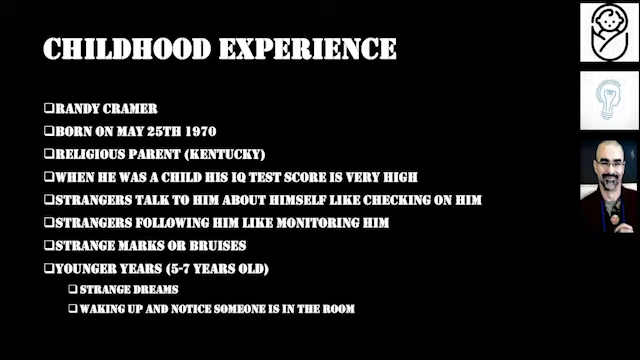 CHILDHOOD EXPERIENCE
❑RANDY CRAMER
❑BORN ON MAY 25TH 1970
❑RELIGIOUS PARENT (KENTUCKY)
❑WHEN HE WAS A CHILD HIS IQ TEST SCORE IS VERY HIGH
❑STRANGERS TALK TO HIM ABOUT HIMSELF LIKE CHECKING ON HIM
❑STRANGERS FOLLOWING HIM LIKE MONITORING HIM
❑STRANGE MARKS OR BRUISES
❑YOUNGER YEARS (5-7 YEARS OLD)
❑ STRANGE DREAMS
❑ WAKING UP AND NOTICE SOMEONE IS IN THE ROOM